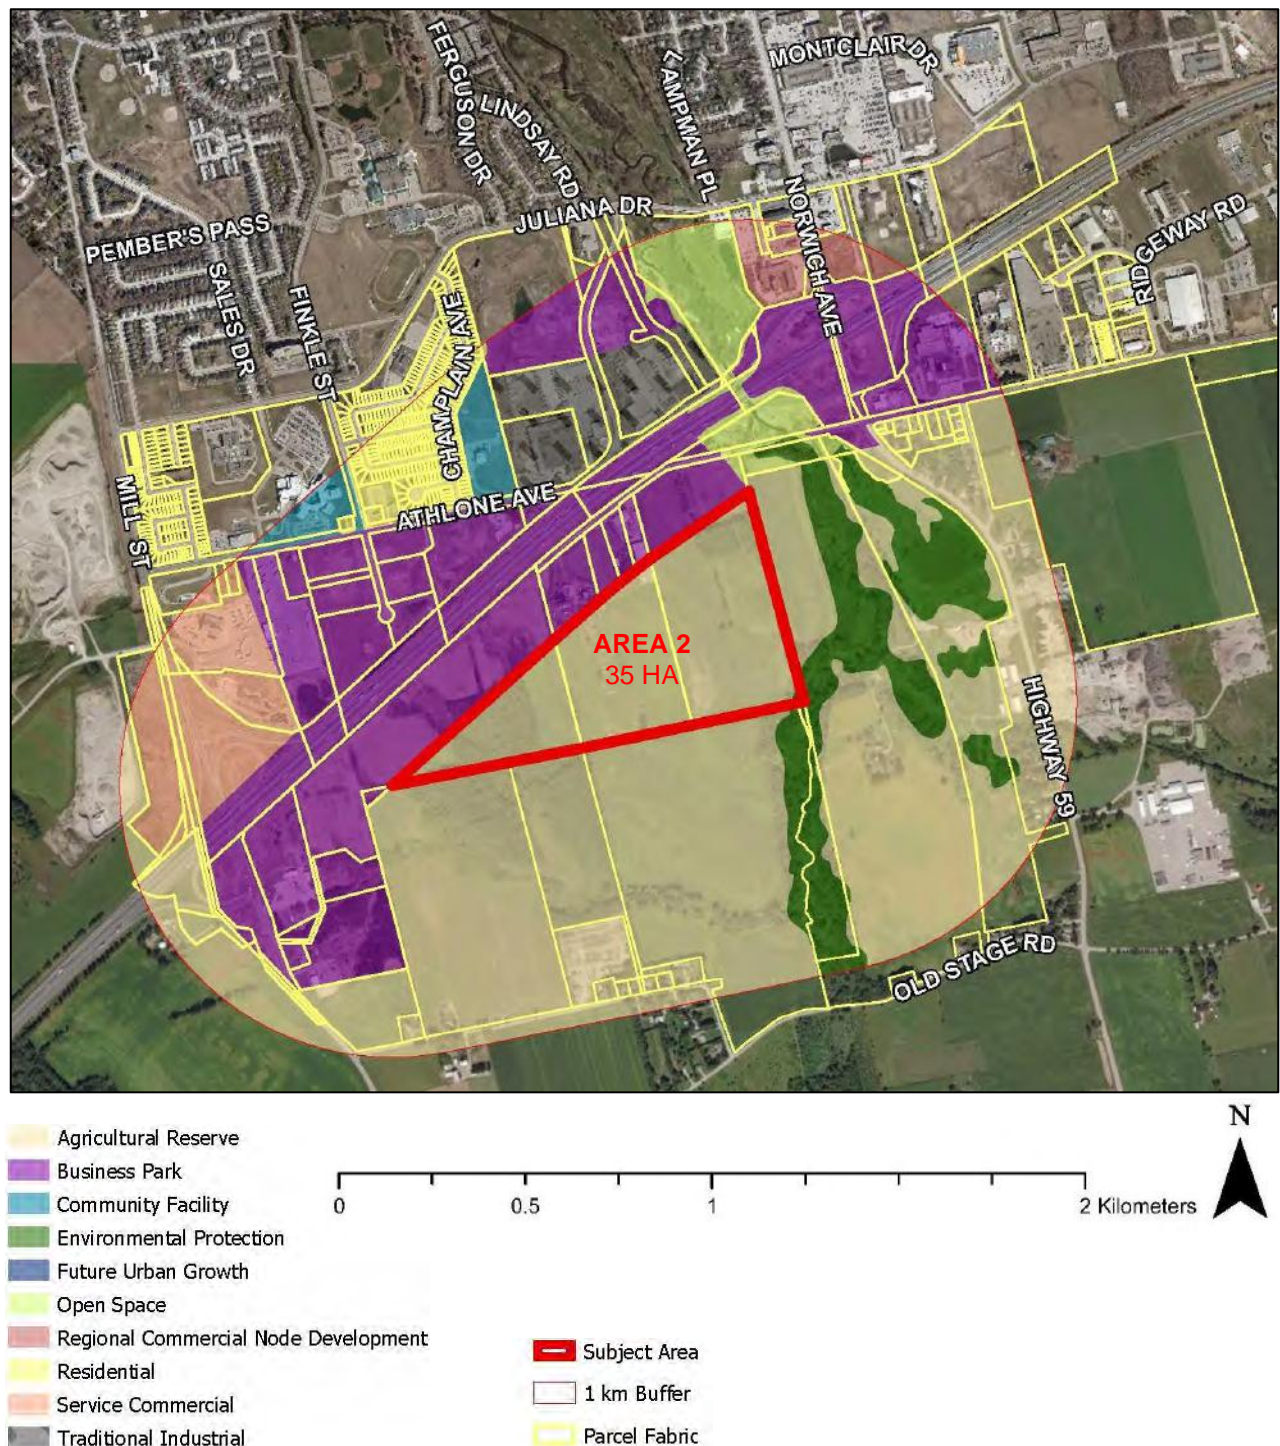 MONTCLAIR DR
FERGUSON DR
LINDSAY RD
KAMPMAN PL
NORWICH AVE
JULIANA DR
RIDGEWAY RD
PEMBER'S PASS
SALES DR
FINKLE ST
CHAMPLAIN AVE
ATHLONE AVE
MILL ST
AREA 2
35 HA
HIGHWAY 59
OLD STAGE RD
N
Agricultural Reserve
Business Park
Community Facility
Environmental Protection
Future Urban Growth
Open Space
Regional Commercial Node Development
Residential
Service Commercial
Traditional Industrial
0 0.5 1 2 Kilometers
Subject Area
1 km Buffer
Parcel Fabric